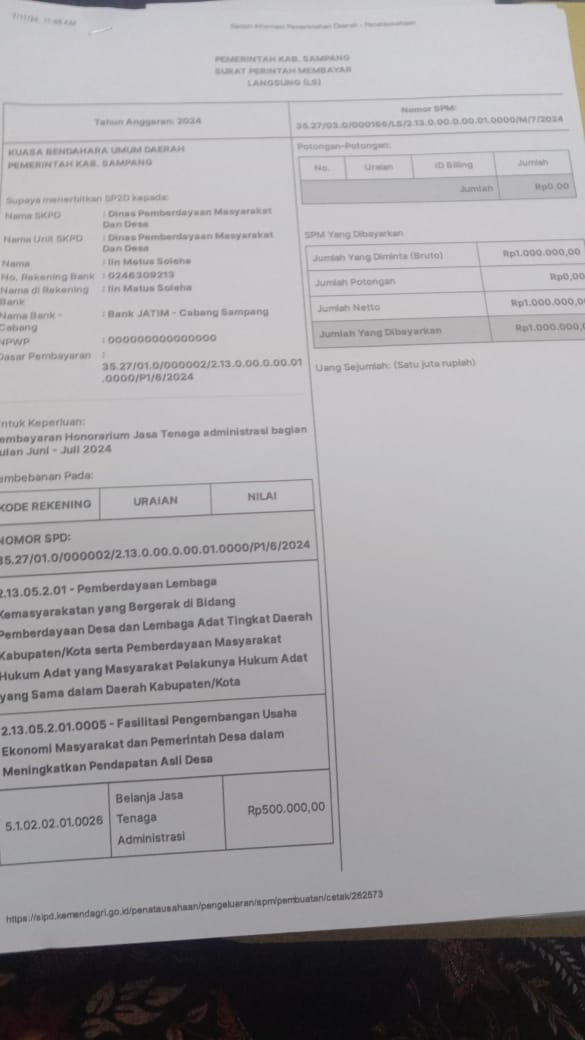 7/11/24, 11:48 AM
Sistem Informasi Pemerintahan Daerah - Penatausahaan
PEMERINTAH KAB. SAMPANG
SURAT PERINTAH MEMBAYAR
LANGSUNG (LS)
Tahun Anggaran: 2024
Nomor SPM:
35.27/03.0/000166/LS/2.13.0.00.0.00.01.0000/M/7/2024
KUASA BENDAHARA UMUM DAERAH
PEMERINTAH KAB. SAMPANG
Supaya menerbitkan SP2D kepada:
Nama SKPD : Dinas Pemberdayaan Masyarakat
Dan Desa
Nama Unit SKPD : Dinas Pemberdayaan Masyarakat
Dan Desa
Nama : Iin Matus Soleha
No. Rekening Bank : 0246309213
Nama di Rekening : Iin Matus Soleha
Bank
Nama Bank - : Bank JATIM - Cabang Sampang
Cabang
NPWP : 000000000000000
Dasar Pembayaran :
35.27/01.0/000002/2.13.0.00.0.00.01
.0000/P1/6/2024
ntuk Keperluan:
embayaran Honorarium Jasa Tenaga administrasi bagian
ulan Juni - Juli 2024
embebanan Pada:
KODE REKENING URAIAN NILAI
NOMOR SPD:
35.27/01.0/000002/2.13.0.00.0.00.01.0000/P1/6/2024
2.13.05.2.01 - Pemberdayaan Lembaga
Kemasyarakatan yang Bergerak di Bidang
Pemberdayaan Desa dan Lembaga Adat Tingkat Daerah
Kabupaten/Kota serta Pemberdayaan Masyarakat
Hukum Adat yang Masyarakat Pelakunya Hukum Adat
yang Sama dalam Daerah Kabupaten/Kota
2.13.05.2.01.0005 - Fasilitasi Pengembangan Usaha
Ekonomi Masyarakat dan Pemerintah Desa dalam
Meningkatkan Pendapatan Asli Desa
5.1.02.02.01.0026 Belanja Jasa
Tenaga
Administrasi Rp500.000,00
Potongan-Potongan:
No. Uraian ID Billing Jumlah
Jumlah Rp0,00
SPM Yang Dibayarkan
Jumlah Yang Diminta (Bruto) Rp1.000.000,00
Jumlah Potongan Rp0,00
Jumlah Netto Rp1.000.000,0
Jumlah Yang Dibayarkan Rp1.000.000,
Uang Sejumlah: (Satu juta rupiah)
https://sipd.kemendagri.go.id/penatausahaan/pengeluaran/spm/pembuatan/cetak/262573